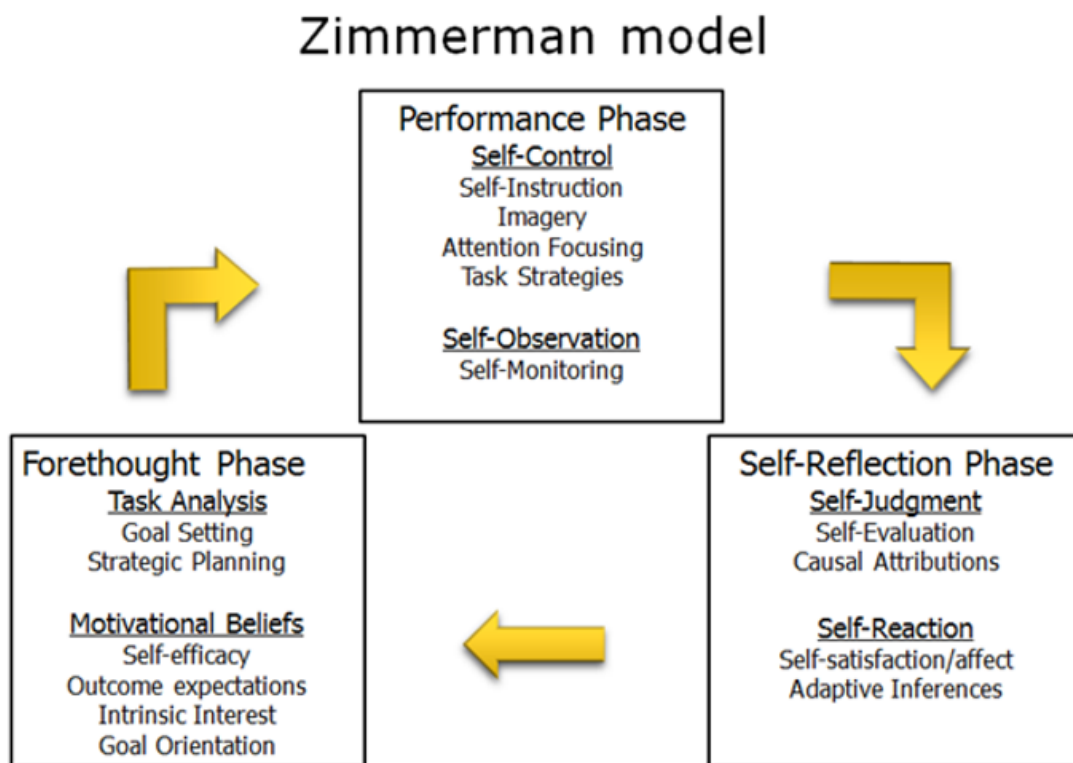 Zimmerman model
Performance Phase
Self-Control
Self-Instruction
Imagery
Attention Focusing
Task Strategies
Self-Observation
Self-Monitoring
Forethought Phase
Task Analysis
Goal Setting
Strategic Planning
Motivational Beliefs
Self-efficacy
Outcome expectations
Intrinsic Interest
Goal Orientation
Self-Reflection Phase
Self-Judgment
Self-Evaluation
Causal Attributions
Self-Reaction
Self-satisfaction/affect
Adaptive Inferences